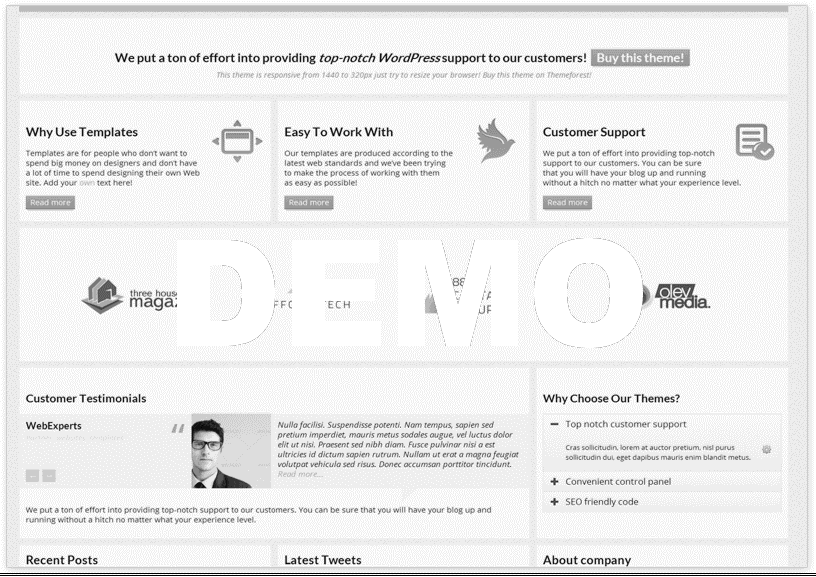 We put a ton of effort into providing top-notch WordPress support to our customers! Buy this theme!
This theme is responsive from 1440 to 320px just try to resize your browser! Buy this theme on Themeforest!
Why Use Templates
Templates are for people who don't want to
spend big money on designers and don't have
a lot of time to spend designing their own Web
site. Add your own text here!
Read more
Easy To Work With
Our templates are produced according to the
latest web standards and we've been trying
to make the process of working with them
as easy as possible!
Read more
Customer Support
We put a ton of effort into providing top-notch
support to our customers. You can be sure
that you will have your blog up and running
without a hitch no matter what your experience level.
Read more
DEMO
three hous
magaz
TECH
olev
media.
Customer Testimonials
WebExperts
Nulla facilisi. Suspendisse potenti. Nam tempus, sapien sed
pretium imperdiet, mauris metus sodales augue, vel luctus dolor
elit ut nisi. Praesent sed nibh diam. Fusce pulvinar nisi a est
ultricies id dictum sapien rutrum. Nullam ut erat a magna feugiat
volutpat vehicula sed risus. Donec accumsan porttitor tincidunt.
Read more...
We put a ton of effort into providing top-notch support to our customers. You can be sure that you will have your blog up and
running without a hitch no matter what your experience level.
Why Choose Our Themes?
Top notch customer support
Cras sollicitudin, lorem at auctor pretium, nisl purus
sollicitudin dui, eget dapibus mauris enim blandit metus.
Convenient control panel
SEO friendly code
Recent Posts
Latest Tweets
About company